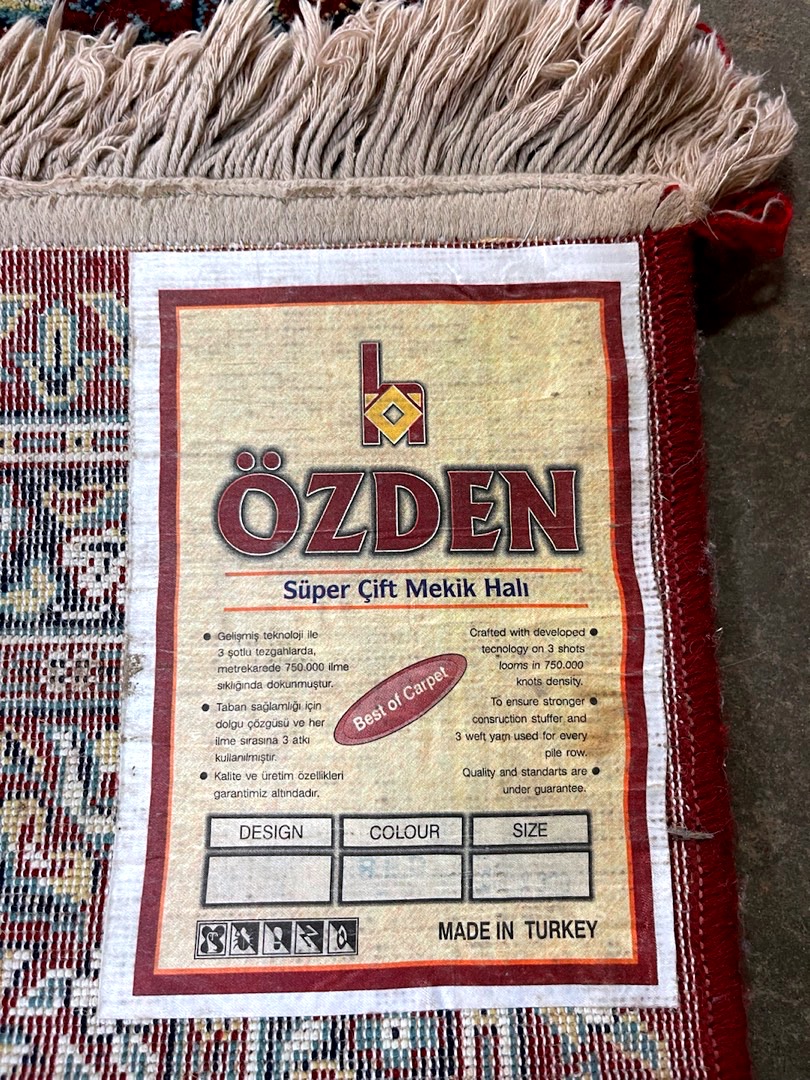 ÖZDEN
Süper Çift Mekik Halı
● Gelişmiş teknoloji ile
3 şotlu tezgahlarda,
metrekarede 750.000 ilme
sıklığında dokunmuştur.
● Taban sağlamlığı için
dolgu çözgüsü ve her
ilme sırasına 3 atkı
kullanılmıştır.
● Kalite ve üretim özellikleri
garantimiz altındadır.
Best of Carpet
Crafted with developed ●
tecnology on 3 shots
looms in 750.000
knots density.
To ensure stronger ●
consruction stuffer and
3 weft yarn used for every
pile row.
Quality and standarts are ●
under guarantee.
DESIGN COLOUR SIZE
MADE IN TURKEY